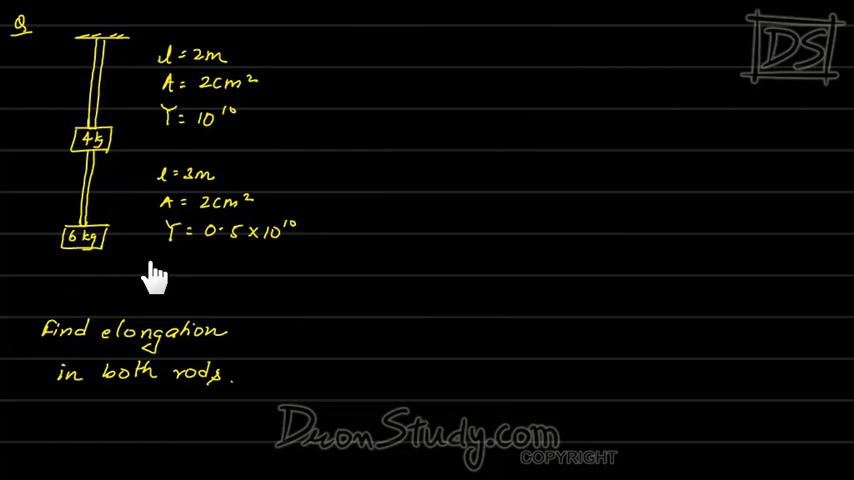 Q
l = 2m
A = 2cm²
Y = 10¹⁰
4kg
l = 3m
A = 2cm²
Y = 0.5 × 10¹⁰
6 kg
Find elongation
in both rods.
DS
DronStudy.com
COPYRIGHT